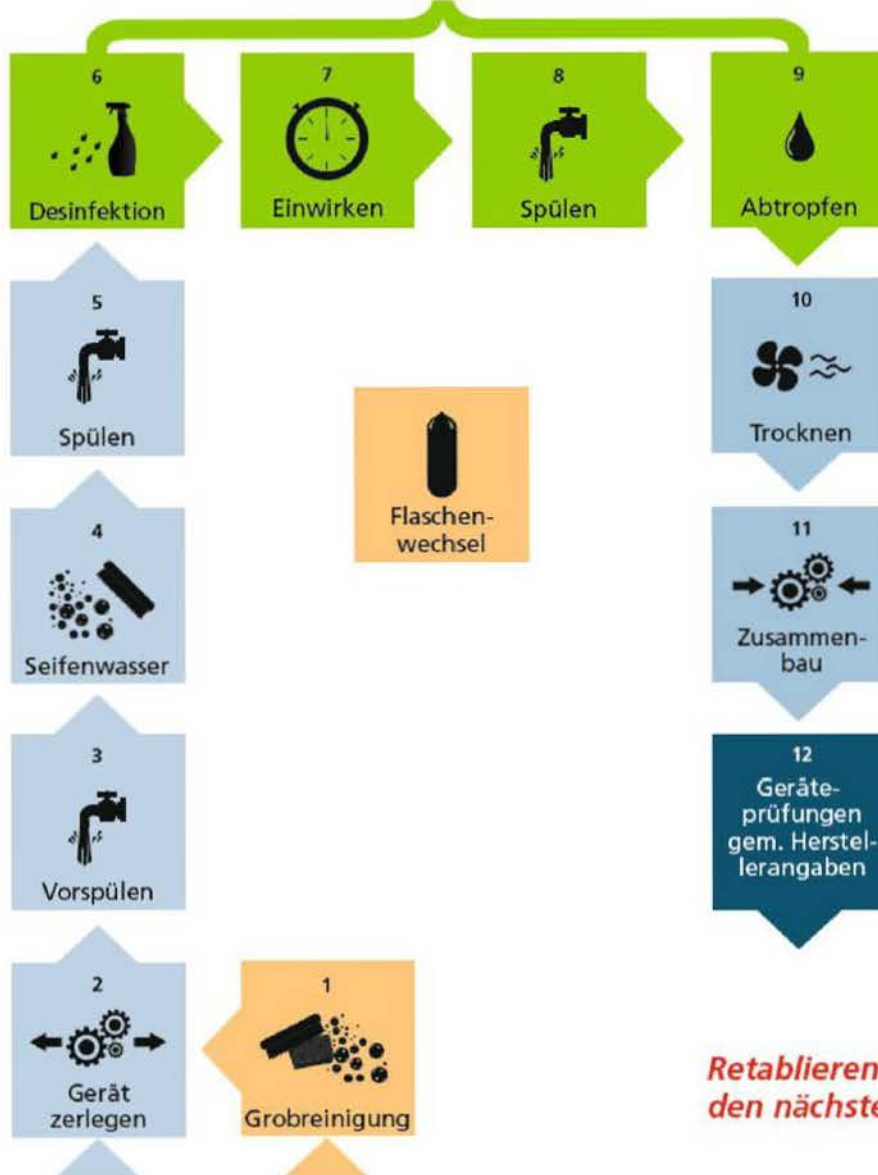 6
Desinfektion
7
Einwirken
8
Spülen
9
Abtropfen
5
Spülen
10
Trocknen
Flaschen-
wechsel
4
Seifenwasser
11
Zusammen-
bau
3
Vorspülen
12
Geräte-
prüfungen
gem. Herstel-
lerangaben
2
Gerät
zerlegen
1
Grobreinigung
Retablieren
den nächste